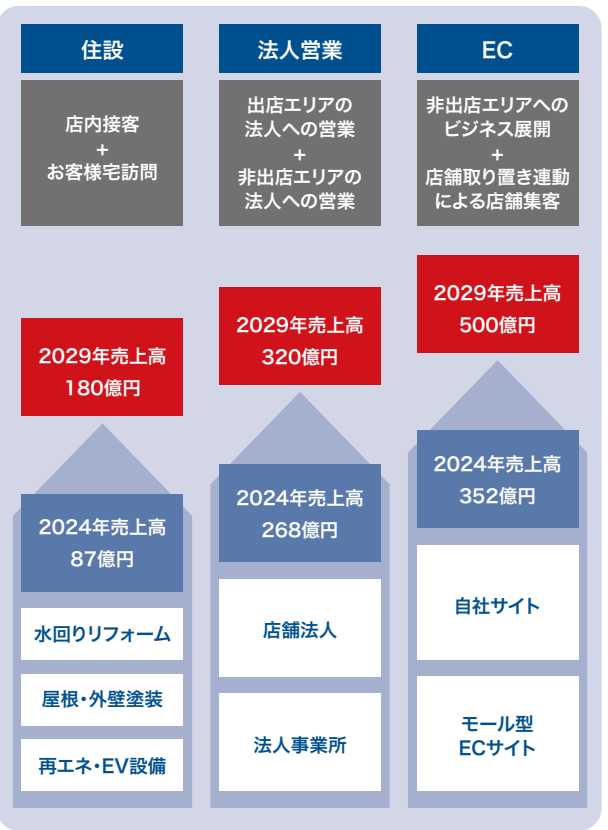 住設
店内接客
+
お客様宅訪問
2029年売上高
180億円
2024年売上高
87億円
水回りリフォーム
屋根・外壁塗装
再エネ・EV設備
法人営業
出店エリアの
法人への営業
+
非出店エリアの
法人への営業
2029年売上高
320億円
2024年売上高
268億円
店舗法人
法人事業所
EC
非出店エリアへの
ビジネス展開
+
店舗取り置き連動
による店舗集客
2029年売上高
500億円
2024年売上高
352億円
自社サイト
モール型
ECサイト